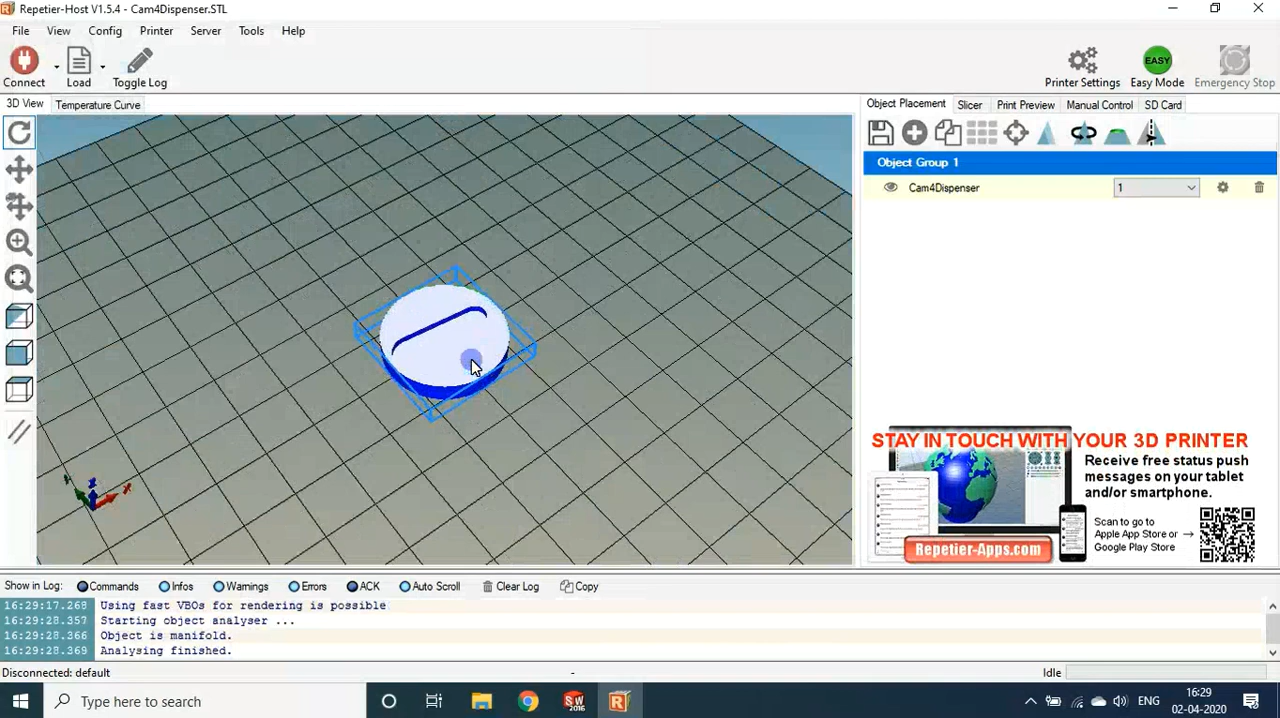 Repetier-Host V1.5.4 - Cam4Dispenser.STL
File View Config Printer Server Tools Help
Connect Load Toggle Log Printer Settings Easy Mode Emergency Stop
EASY
3D View Temperature Curve
Object Placement Slicer Print Preview Manual Control SD Card
Object Group 1
Cam4Dispenser 1
STAY IN TOUCH WITH YOUR 3D PRINTER
Receive free status push
messages on your tablet
and/or smartphone.
Scan to go to
Apple App Store or
Google Play Store
Repetier-Apps.com
Show in Log: Commands Infos Warnings Errors ACK Auto Scroll Clear Log Copy
16:29:17.268 Using fast VBOs for rendering is possible
16:29:28.357 Starting object analyser ...
16:29:28.366 Object is manifold.
16:29:28.369 Analysing finished.
Disconnected: default - Idle
Type here to search
SW
2016
R
ENG
16:29
02-04-2020